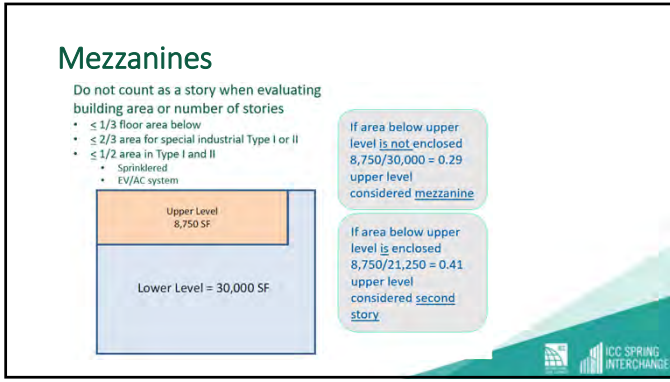 Mezzanines
Do not count as a story when evaluating
building area or number of stories
• ≤ 1/3 floor area below
• ≤ 2/3 area for special industrial Type I or II
• ≤ 1/2 area in Type I and II
• Sprinklered
• EV/AC system
Upper Level
8,750 SF
Lower Level = 30,000 SF
If area below upper
level is not enclosed
8,750/30,000 = 0.29
upper level
considered mezzanine
If area below upper
level is enclosed
8,750/21,250 = 0.41
upper level
considered second
story
ICC SPRING
INTERCHANGE